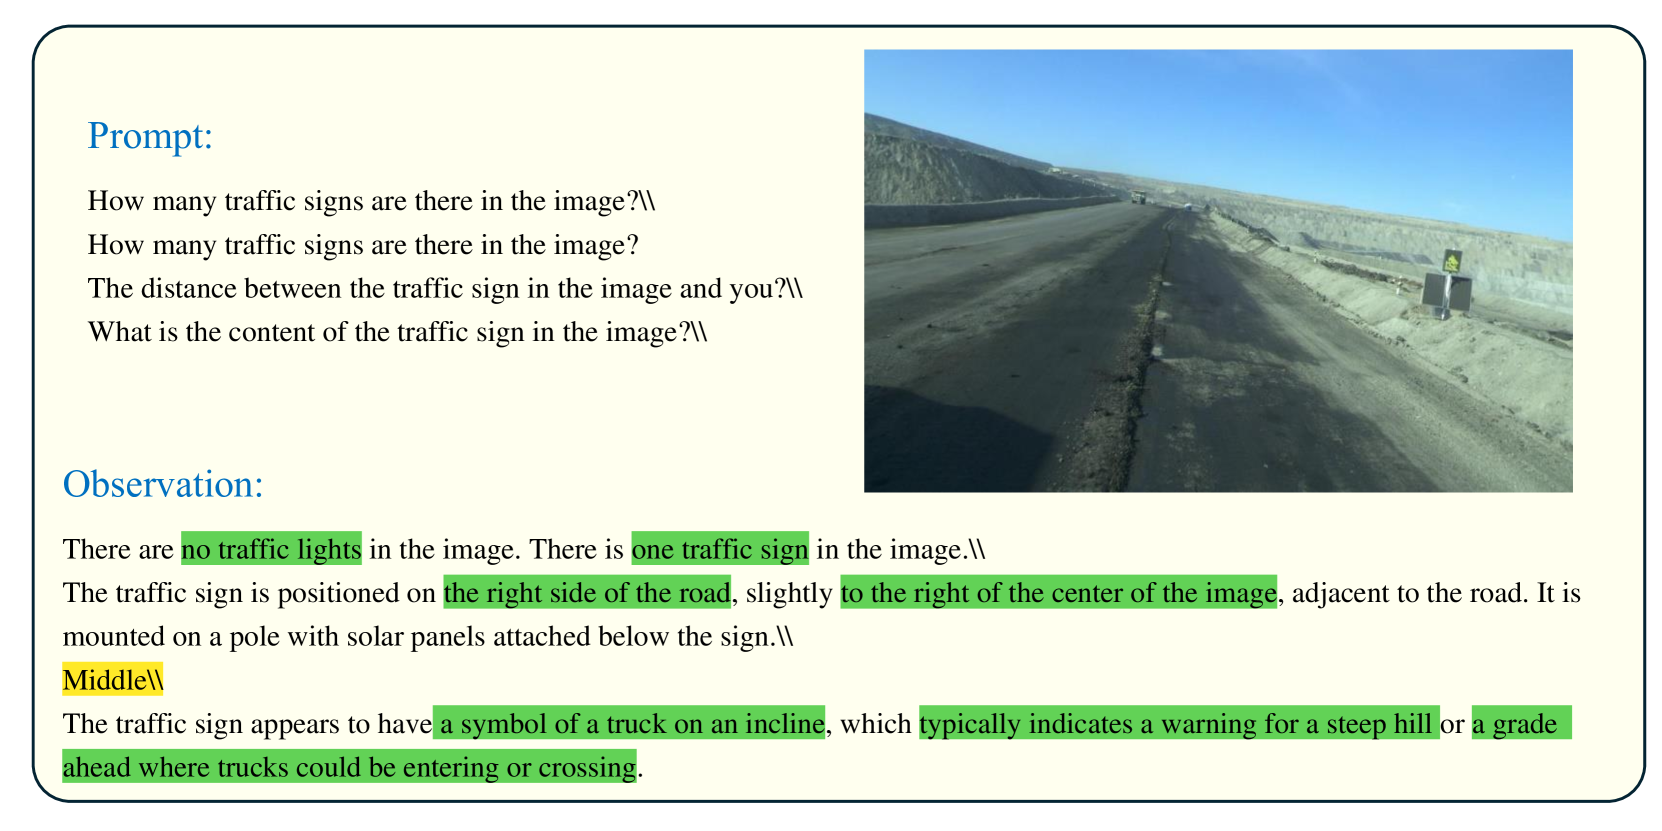 Prompt:
How many traffic signs are there in the image?\\
How many traffic signs are there in the image?
The distance between the traffic sign in the image and you?\\
What is the content of the traffic sign in the image?\\
Observation:
There are no traffic lights in the image. There is one traffic sign in the image.\\
The traffic sign is positioned on the right side of the road, slightly to the right of the center of the image, adjacent to the road. It is
mounted on a pole with solar panels attached below the sign.\\
Middle\\
The traffic sign appears to have a symbol of a truck on an incline, which typically indicates a warning for a steep hill or a grade
ahead where trucks could be entering or crossing.